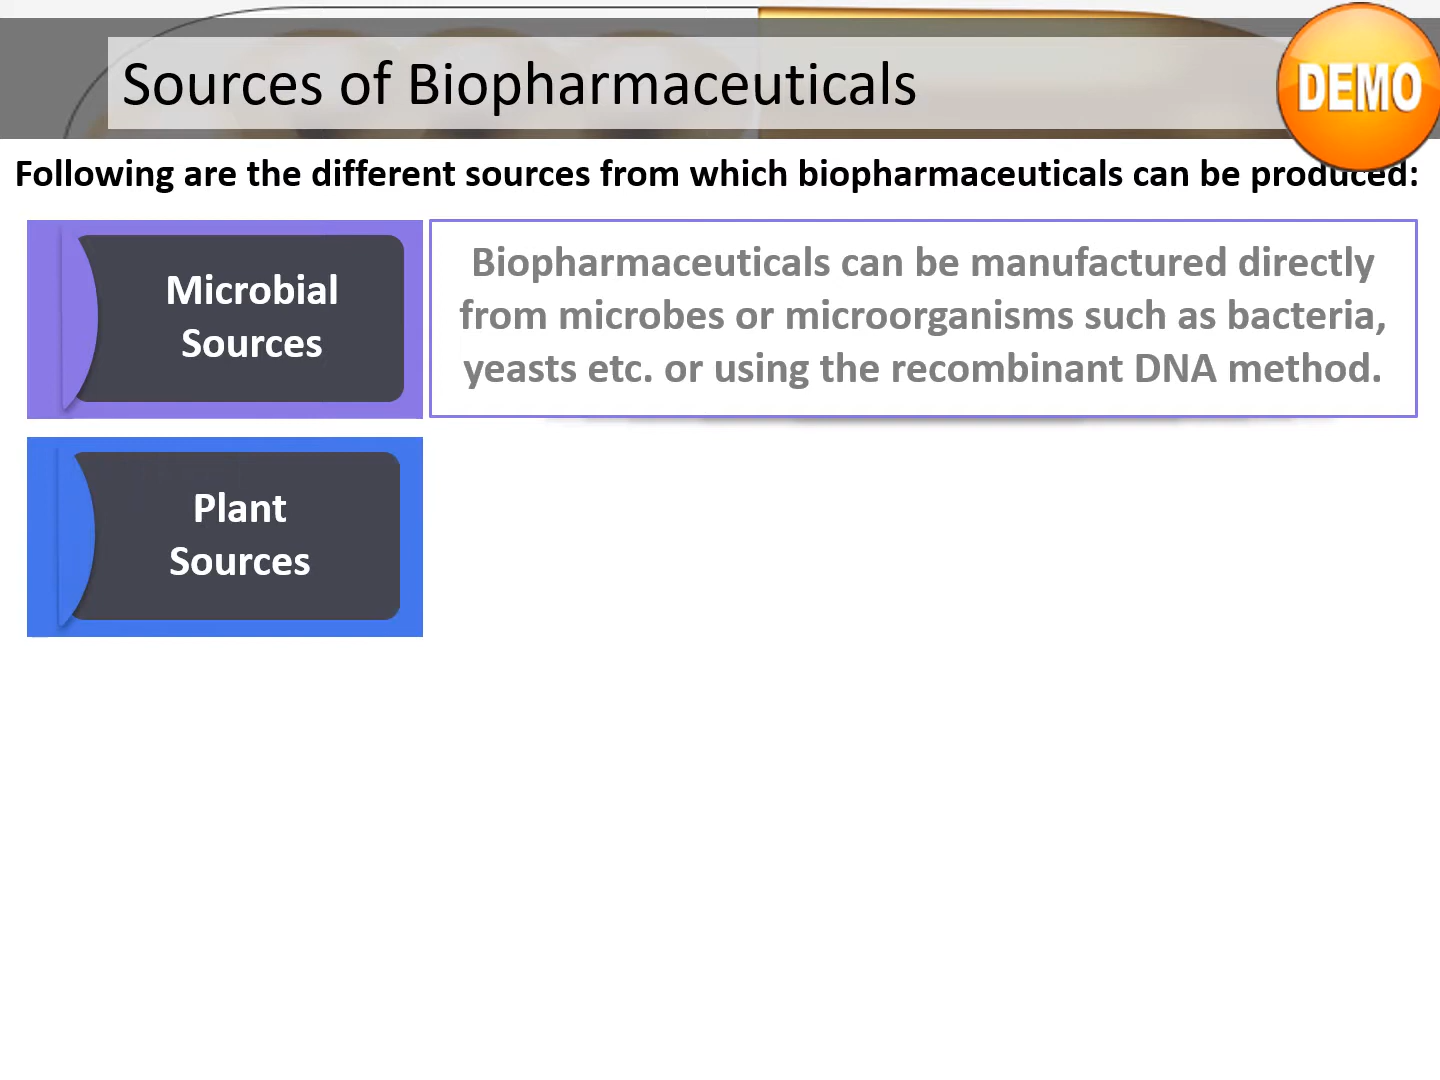 Sources of Biopharmaceuticals
DEMO
Following are the different sources from which biopharmaceuticals can be produced:
Microbial
Sources
Biopharmaceuticals can be manufactured directly
from microbes or microorganisms such as bacteria,
yeasts etc. or using the recombinant DNA method.
Plant
Sources